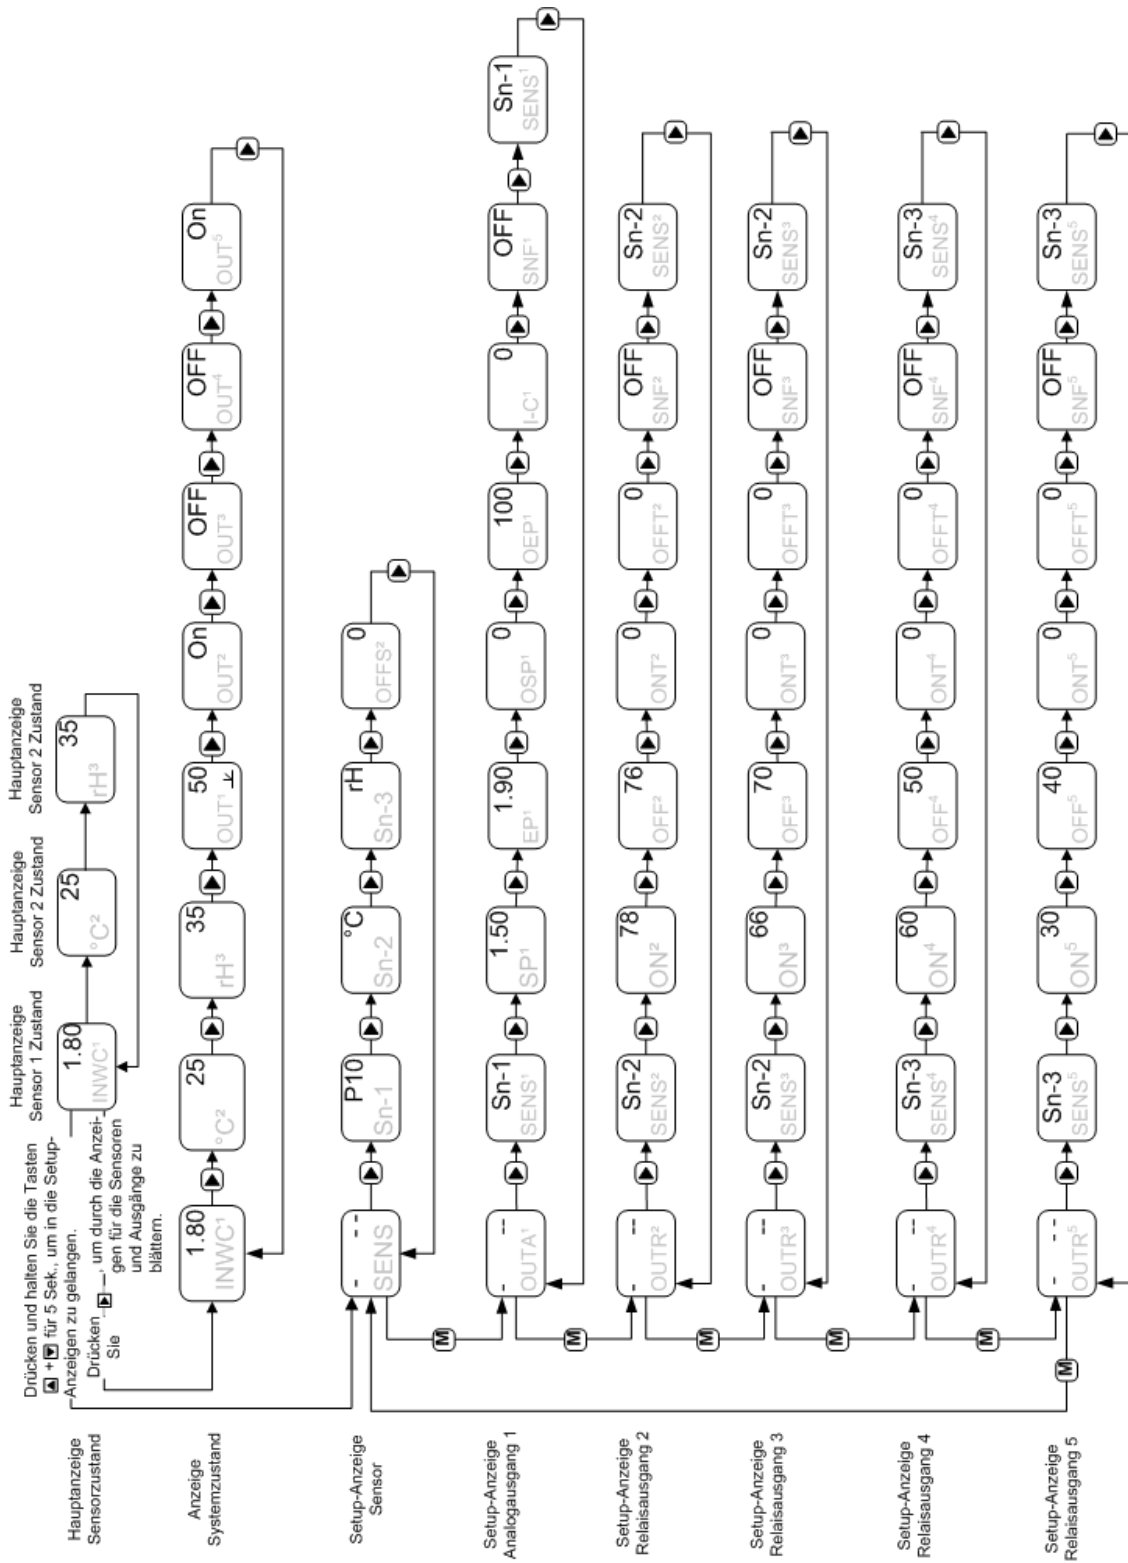 Hauptanzeige
Sensorzustand
Drücken und halten Sie die Tasten
+ für 5 Sek., um in die Setup-
Anzeigen zu gelangen.
Drücken , um durch die Anzei-
Sie gen für die Sensoren
und Ausgänge zu
blättern.
Hauptanzeige
Sensor 1 Zustand
1.80
INWC¹
Hauptanzeige
Sensor 2 Zustand
25
°C²
Hauptanzeige
Sensor 2 Zustand
35
rH³
Anzeige
Systemzustand
1.80
INWC¹
25
°C²
35
rH³
50
OUT¹
On
OUT²
OFF
OUT³
OFF
OUT⁴
On
OUT⁵
Setup-Anzeige
Sensor
- - -
SENS
P10
Sn-1
°C
Sn-2
rH
Sn-3
0
OFFS²
Setup-Anzeige
Analogausgang 1
- --
OUTA¹
Sn-1
SENS¹
1.50
SP¹
1.90
EP¹
0
OSP¹
100
OEP¹
0
I-C¹
OFF
SNF¹
Sn-1
SENS¹
M
Setup-Anzeige
Relaisausgang 2
- --
OUTR²
Sn-2
SENS²
78
ON²
76
OFF²
0
ONT²
0
OFFT²
OFF
SNF²
Sn-2
SENS²
M
Setup-Anzeige
Relaisausgang 3
- --
OUTR³
Sn-2
SENS³
66
ON³
70
OFF³
0
ONT³
0
OFFT³
OFF
SNF³
Sn-2
SENS³
M
Setup-Anzeige
Relaisausgang 4
- --
OUTR⁴
Sn-3
SENS⁴
60
ON⁴
50
OFF⁴
0
ONT⁴
0
OFFT⁴
OFF
SNF⁴
Sn-3
SENS⁴
M
Setup-Anzeige
Relaisausgang 5
- - -
OUTR⁵
Sn-3
SENS⁵
30
ON⁵
40
OFF⁵
0
ONT⁵
0
OFFT⁵
OFF
SNF⁵
Sn-3
SENS⁵
M
M